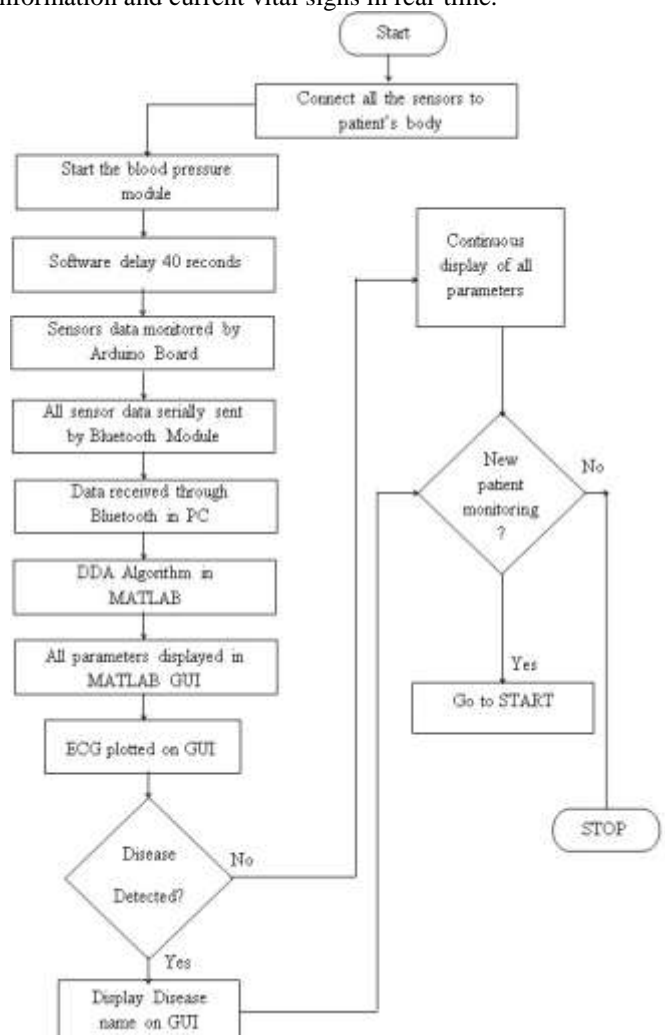 information and current vital signs in real time.
Start
Connect all the sensors to
patient's body
Start the blood pressure
module
Software delay 40 seconds
Sensors data monitored by
Arduino Board
All sensor data serially sent
by Bluetooth Module
Data received through
Bluetooth in PC
DDA Algorithm in
MATLAB
All parameters displayed in
MATLAB GUI
ECG plotted on GUI
Disease
Detected?
No
Yes
Display Disease
name on GUI
Continuous
display of all
parameters
New
patient
monitoring
?
No
Yes
Go to START
STOP